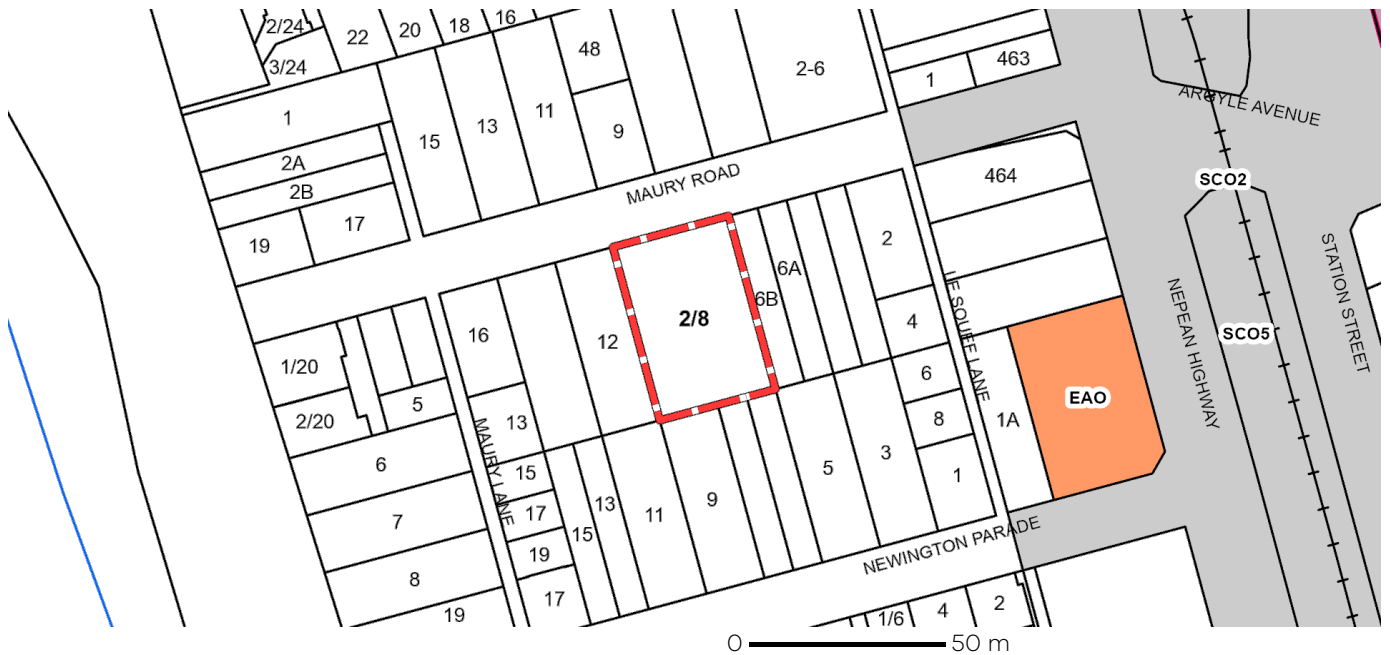 2/24
22
20
18
16
3/24
48
2-6
463
1
1
15
13
11
9
ARGYLE AVENUE
2A
2B
MAURY ROAD
464
SCO2
19
17
2
6A
6B
STATION STREET
LE SOUEF LANE
NEPEAN HIGHWAY
2/8
4
SCO5
16
12
1/20
5
6
EAO
2/20
13
8
1A
MAURY LANE
6
15
5
3
1
13
11
9
17
7
15
NEWINGTON PARADE
19
8
17
19
1/6
4
2
0 50 m